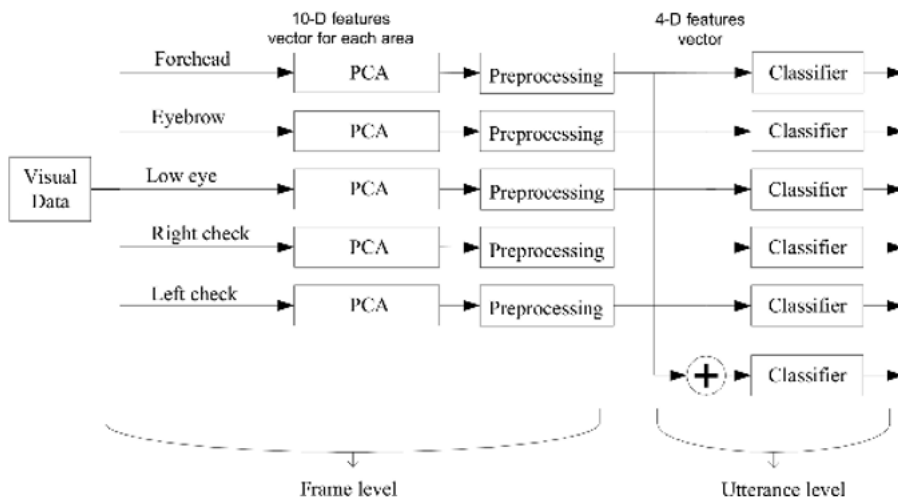 10-D features
vector for each area
4-D features
vector
Forehead
PCA
Preprocessing
Classifier
Eyebrow
PCA
Preprocessing
Classifier
Visual
Data
Low eye
PCA
Preprocessing
Classifier
Right check
PCA
Preprocessing
Classifier
Left check
PCA
Preprocessing
Classifier
+
Classifier
Frame level
Utterance level